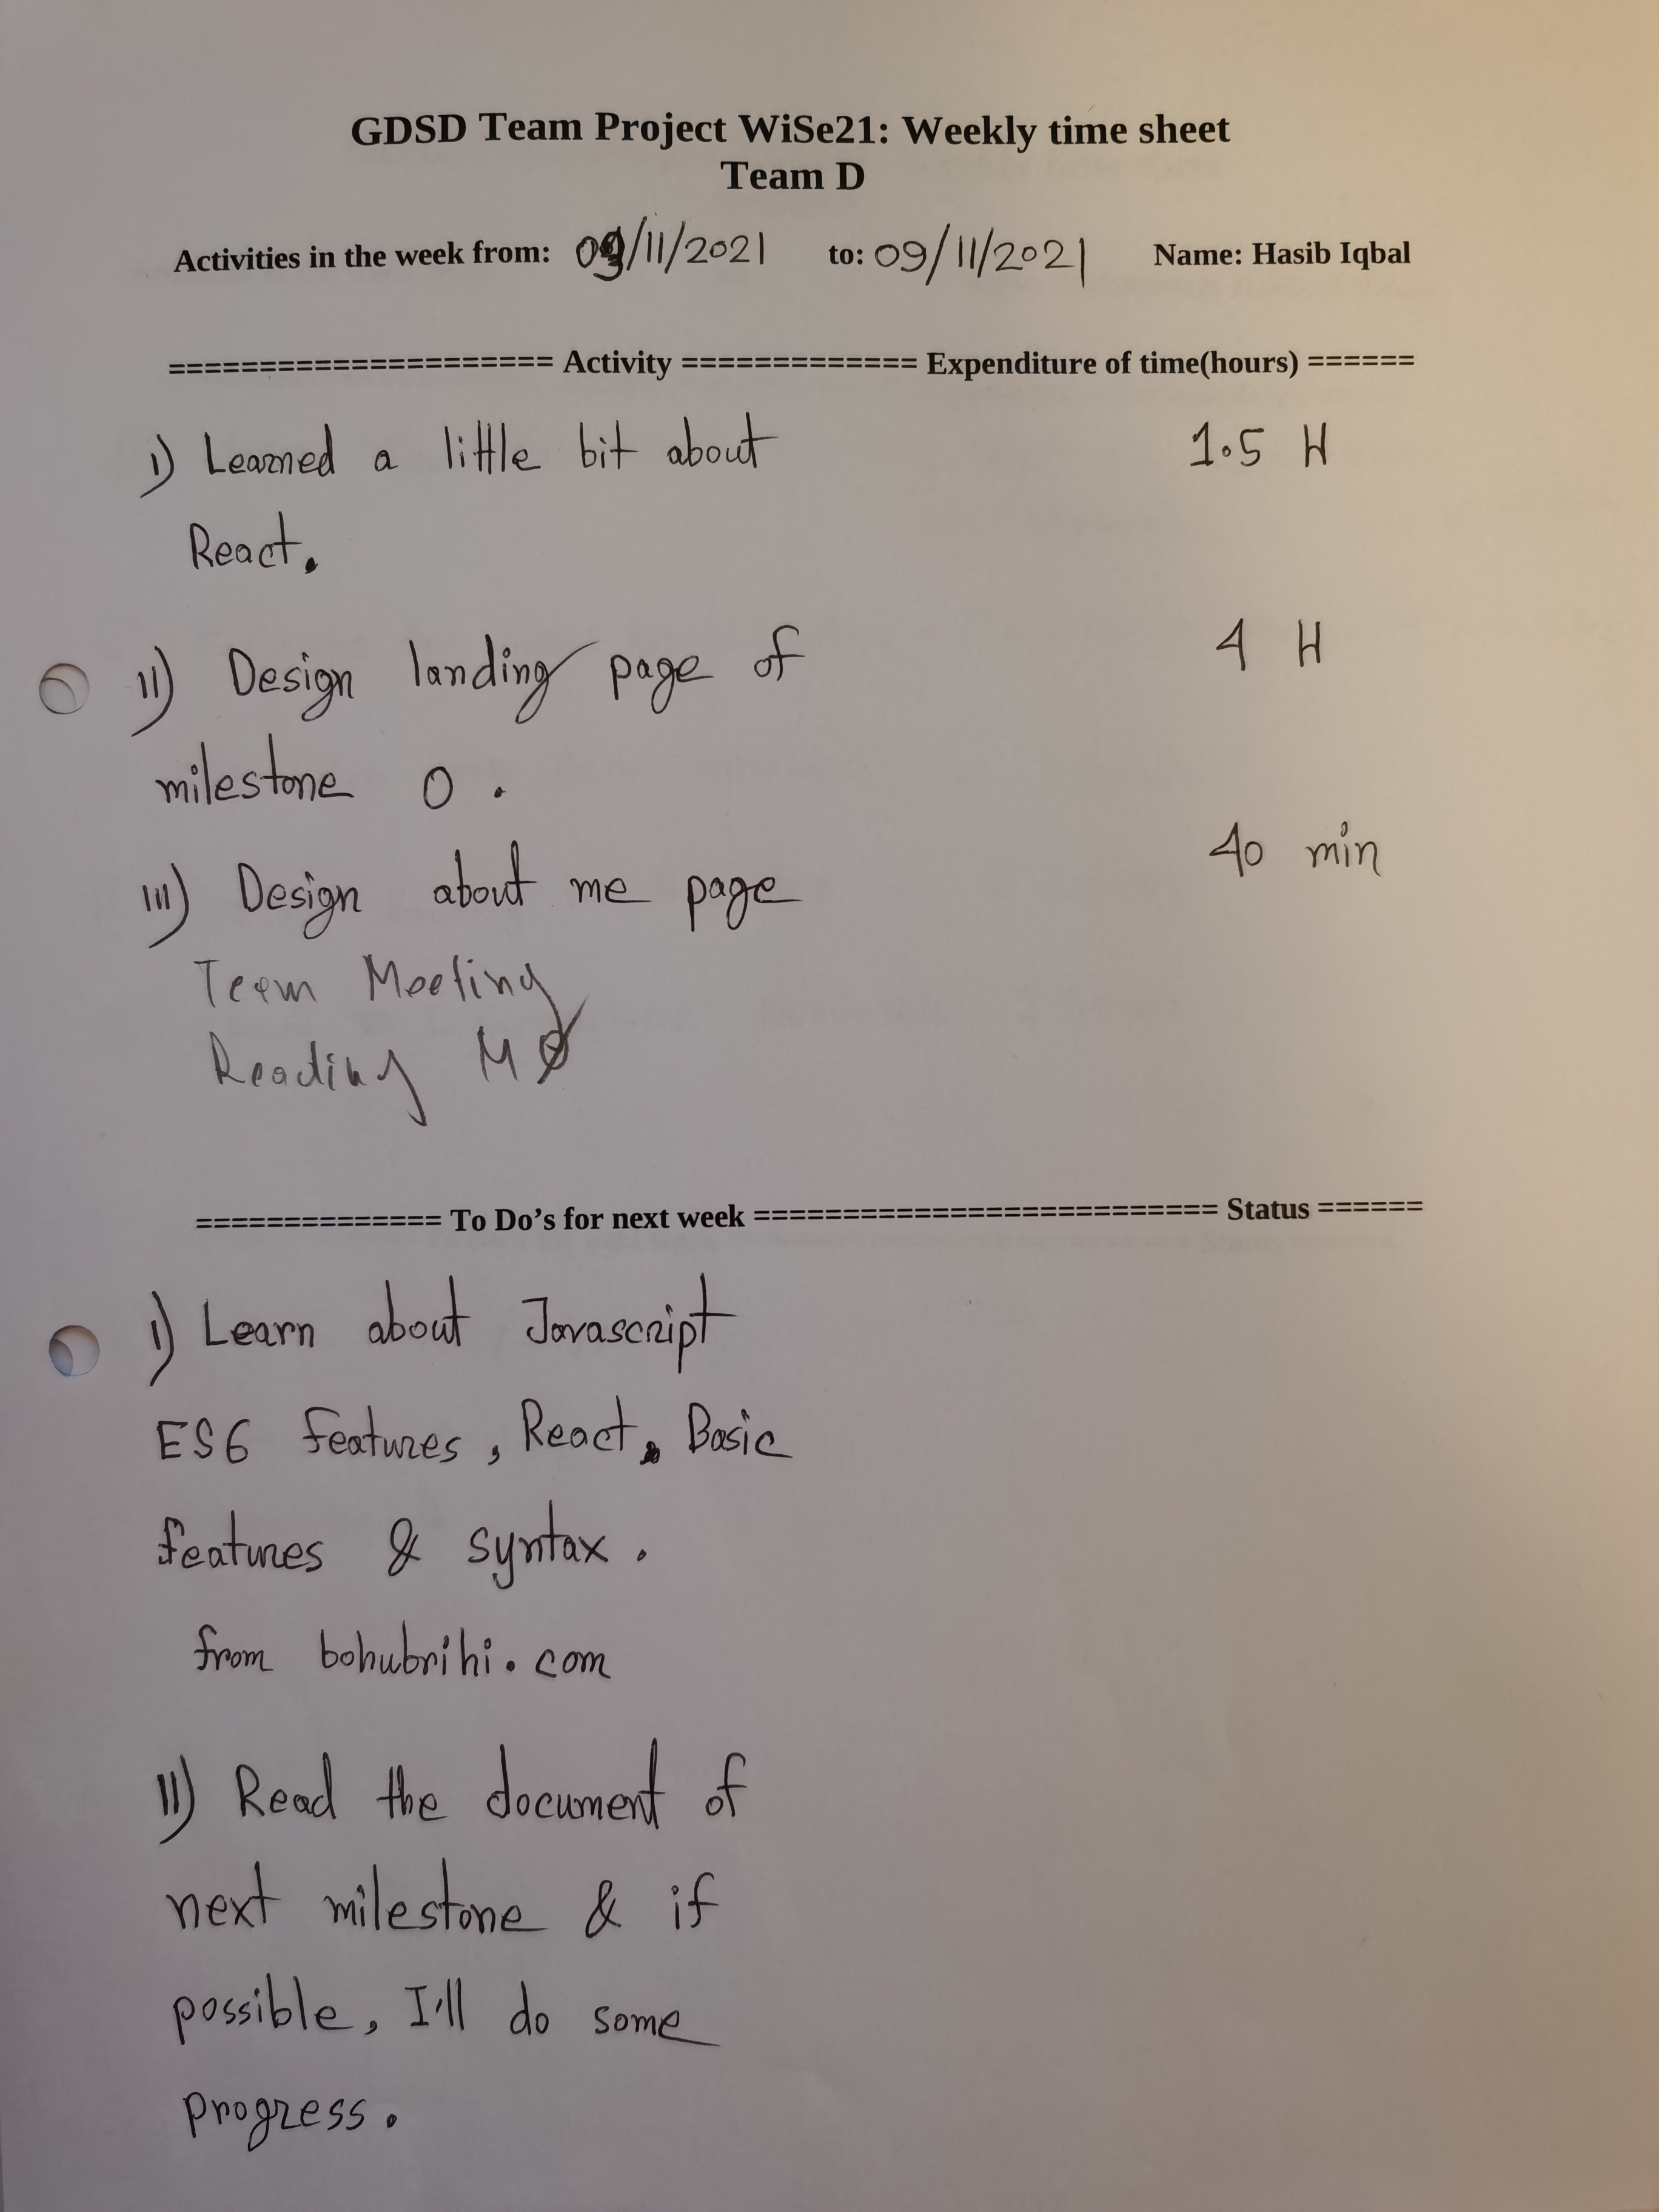 GDSD Team Project WiSe21: Weekly time sheet
Team D
Activities in the week from: 09/11/2021 to: 09/11/2021 Name: Hasib Iqbal
===================== Activity ============= Expenditure of time(hours) ======
I) Learned a little bit about 1.5 H
React.
II) Design landing page of 4 H
milestone 0.
III) Design about me page 40 min
Team Meeting
Reading M0
============== To Do's for next week ========================== Status ======
I) Learn about Javascript
ES6 features, React, Basic
features & syntax.
from bohubrihi.com
II) Read the document of
next milestone & if
possible, I'll do some
progress.